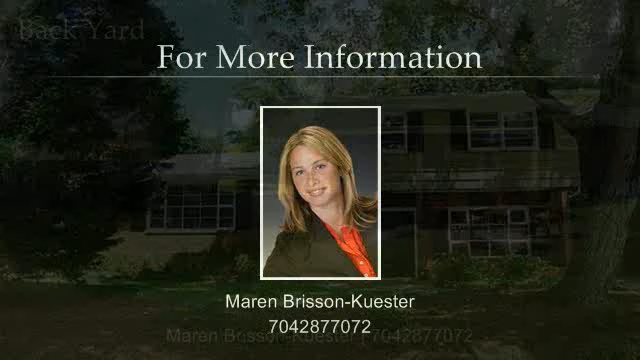 Back Yard
For More Information
Maren Brisson-Kuester
7042877072
Maren Brisson-Kuester | 7042877072